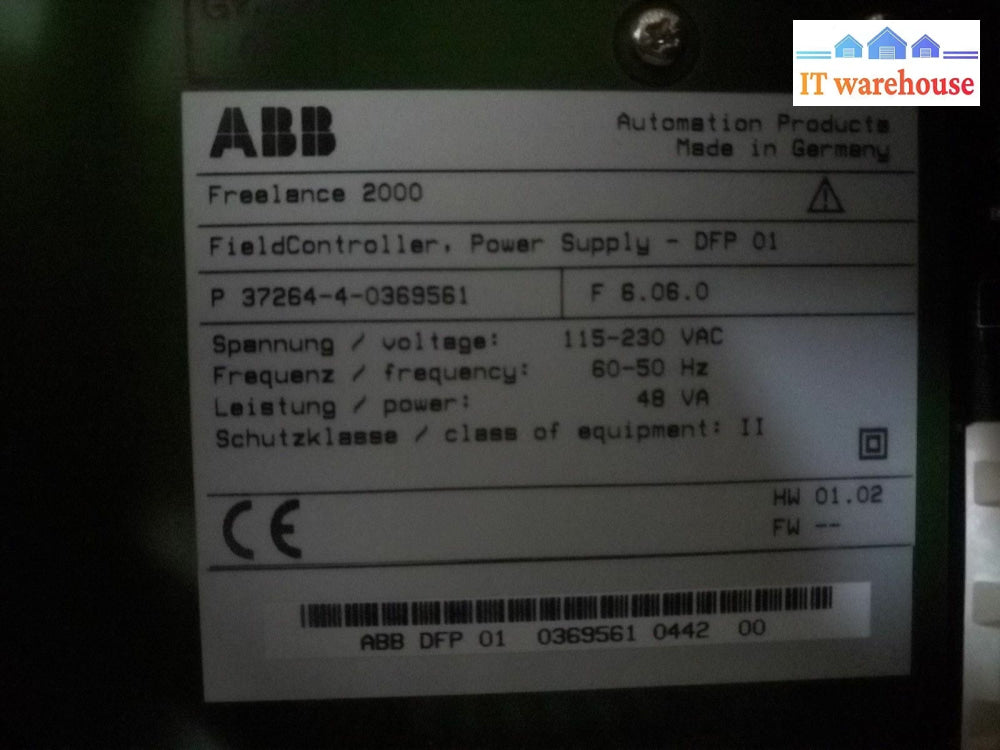 IT warehouse
ABB
Automation Products
Made in Germany
Freelance 2000
FieldController, Power Supply - DFP 01
P 37264-4-0369561 F 6.06.0
Spannung / voltage: 115-230 VAC
Frequenz / frequency: 60-50 Hz
Leistung / power: 48 VA
Schutzklasse / class of equipment: II
CE
HW 01.02
FW --
ABB DFP 01 0369561 0442 00